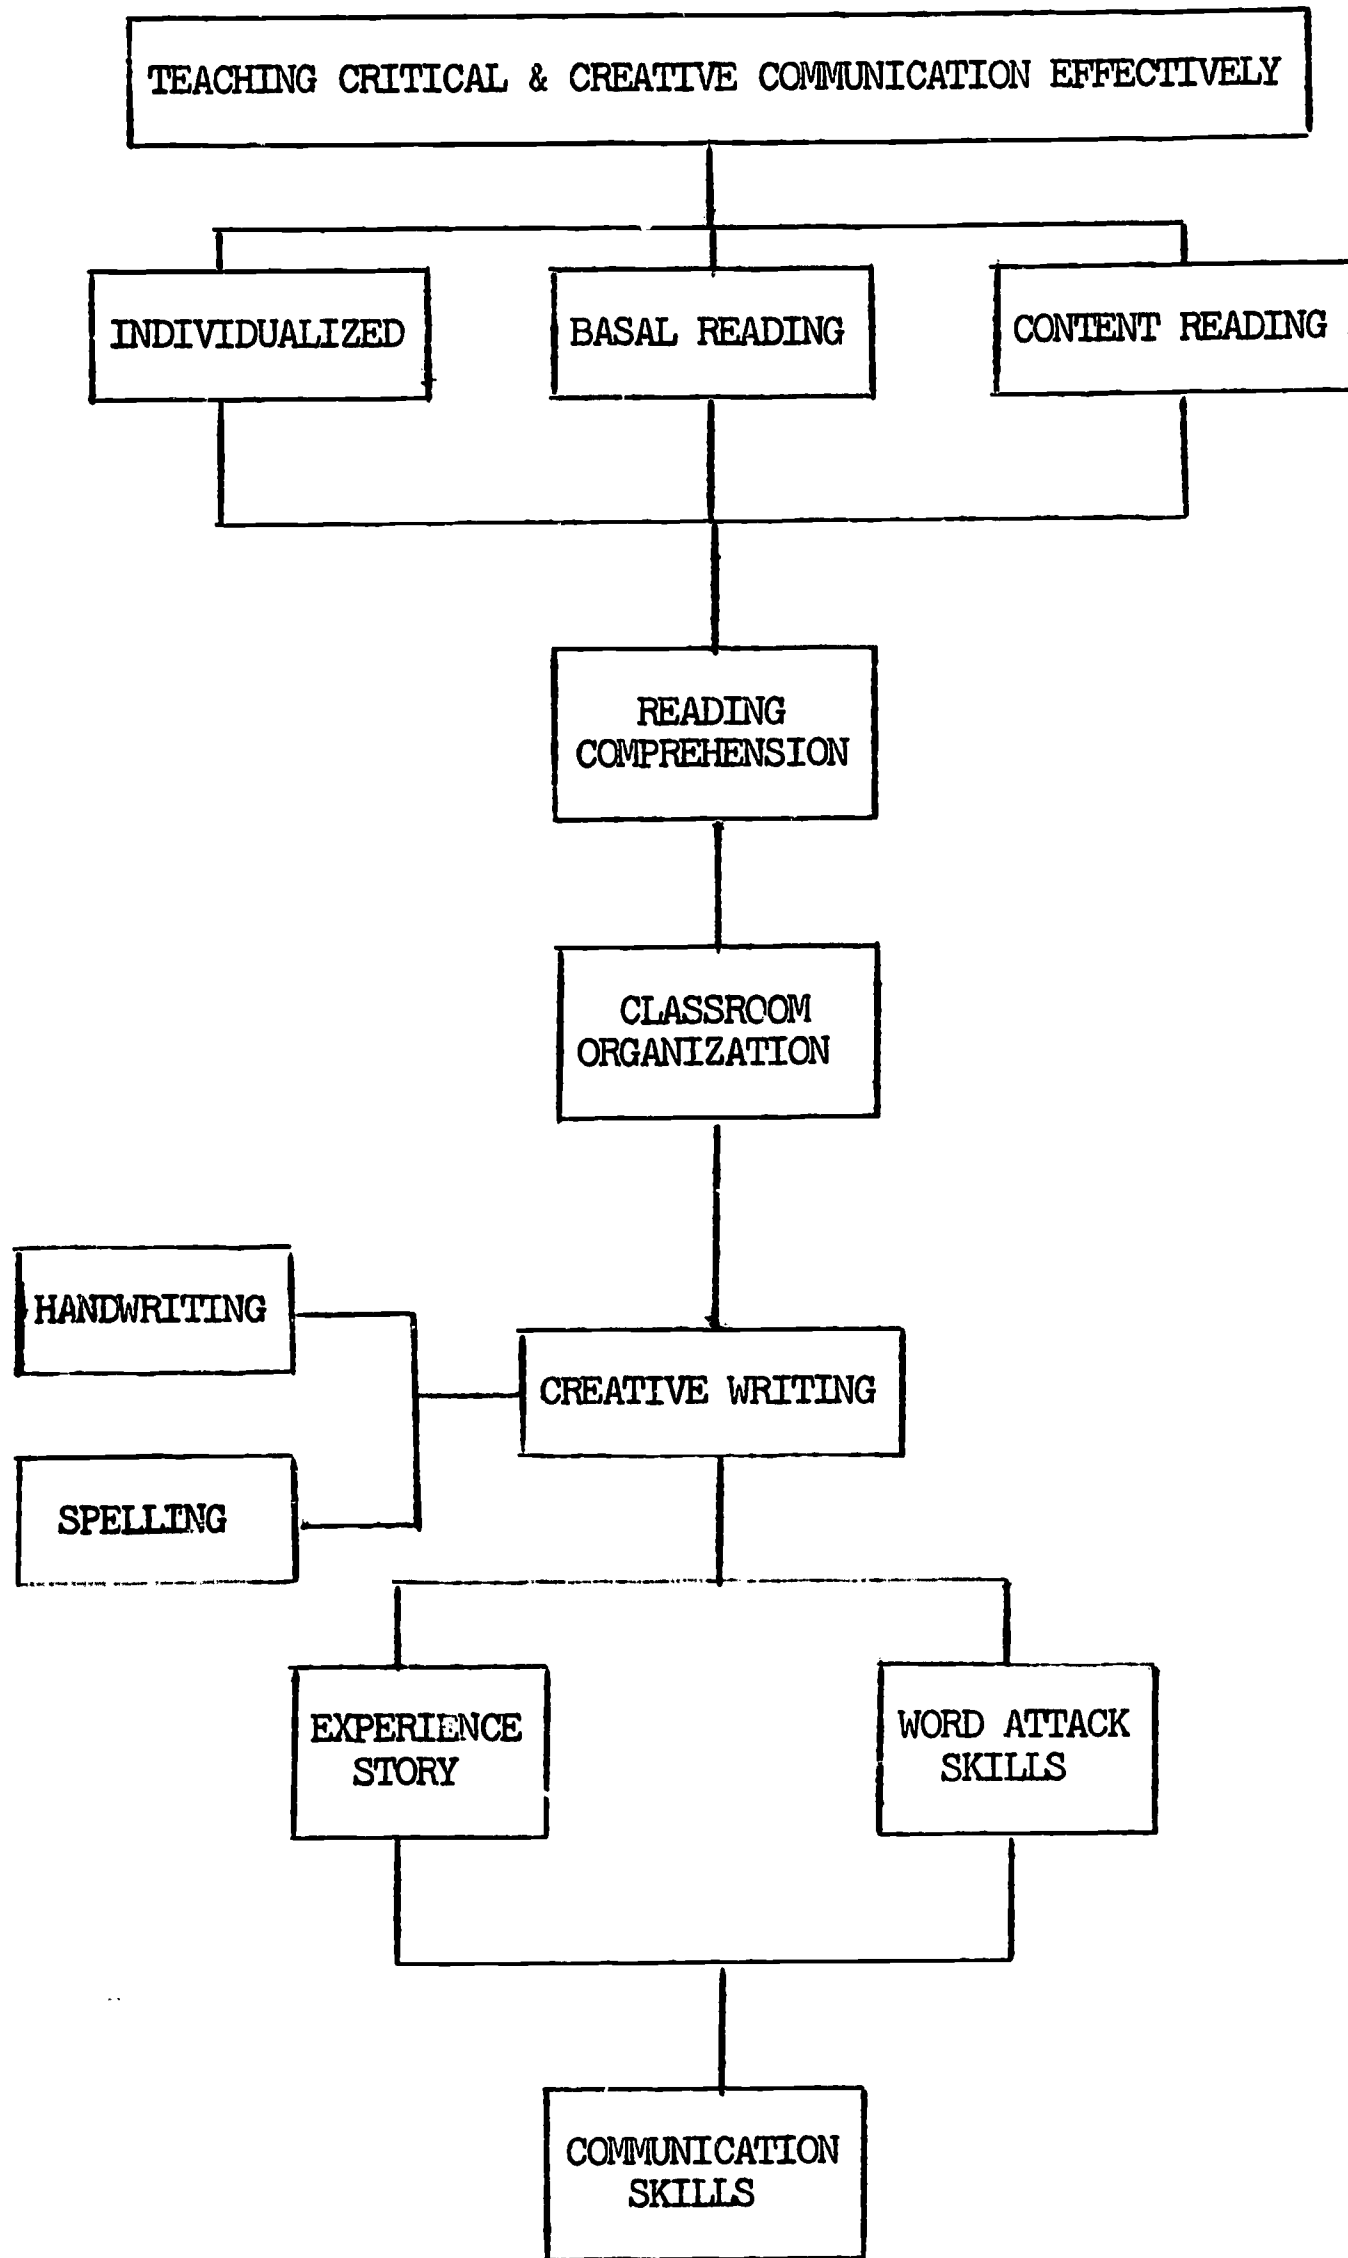 TEACHING CRITICAL & CREATIVE COMMUNICATION EFFECTIVELY
INDIVIDUALIZED
BASAL READING
CONTENT READING
READING
COMPREHENSION
CLASSROOM
ORGANIZATION
HANDWRITING
CREATIVE WRITING
SPELLING
EXPERIENCE
STORY
WORD ATTACK
SKILLS
COMMUNICATION
SKILLS